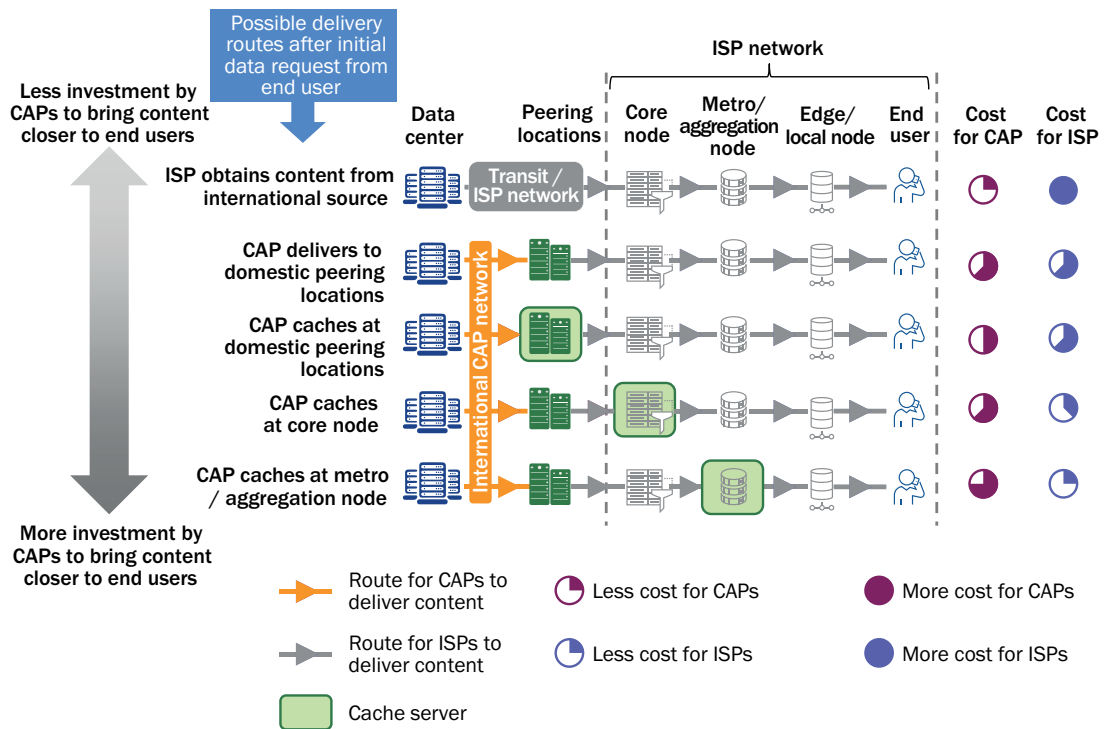 Possible delivery
routes after initial
data request from
end user
Less investment by
CAPs to bring content
closer to end users
More investment by
CAPs to bring content
closer to end users
ISP network
Data
center
Peering
locations
Core
node
Metro/
aggregation
node
Edge/
local node
End
user
Cost
for CAP
Cost
for ISP
ISP obtains content from
international source
Transit /
ISP network
CAP delivers to
domestic peering
locations
International CAP network
CAP caches at
domestic peering
locations
CAP caches
at core node
CAP caches at metro
/ aggregation node
Route for CAPs to
deliver content
Less cost for CAPs
More cost for CAPs
Route for ISPs to
deliver content
Less cost for ISPs
More cost for ISPs
Cache server